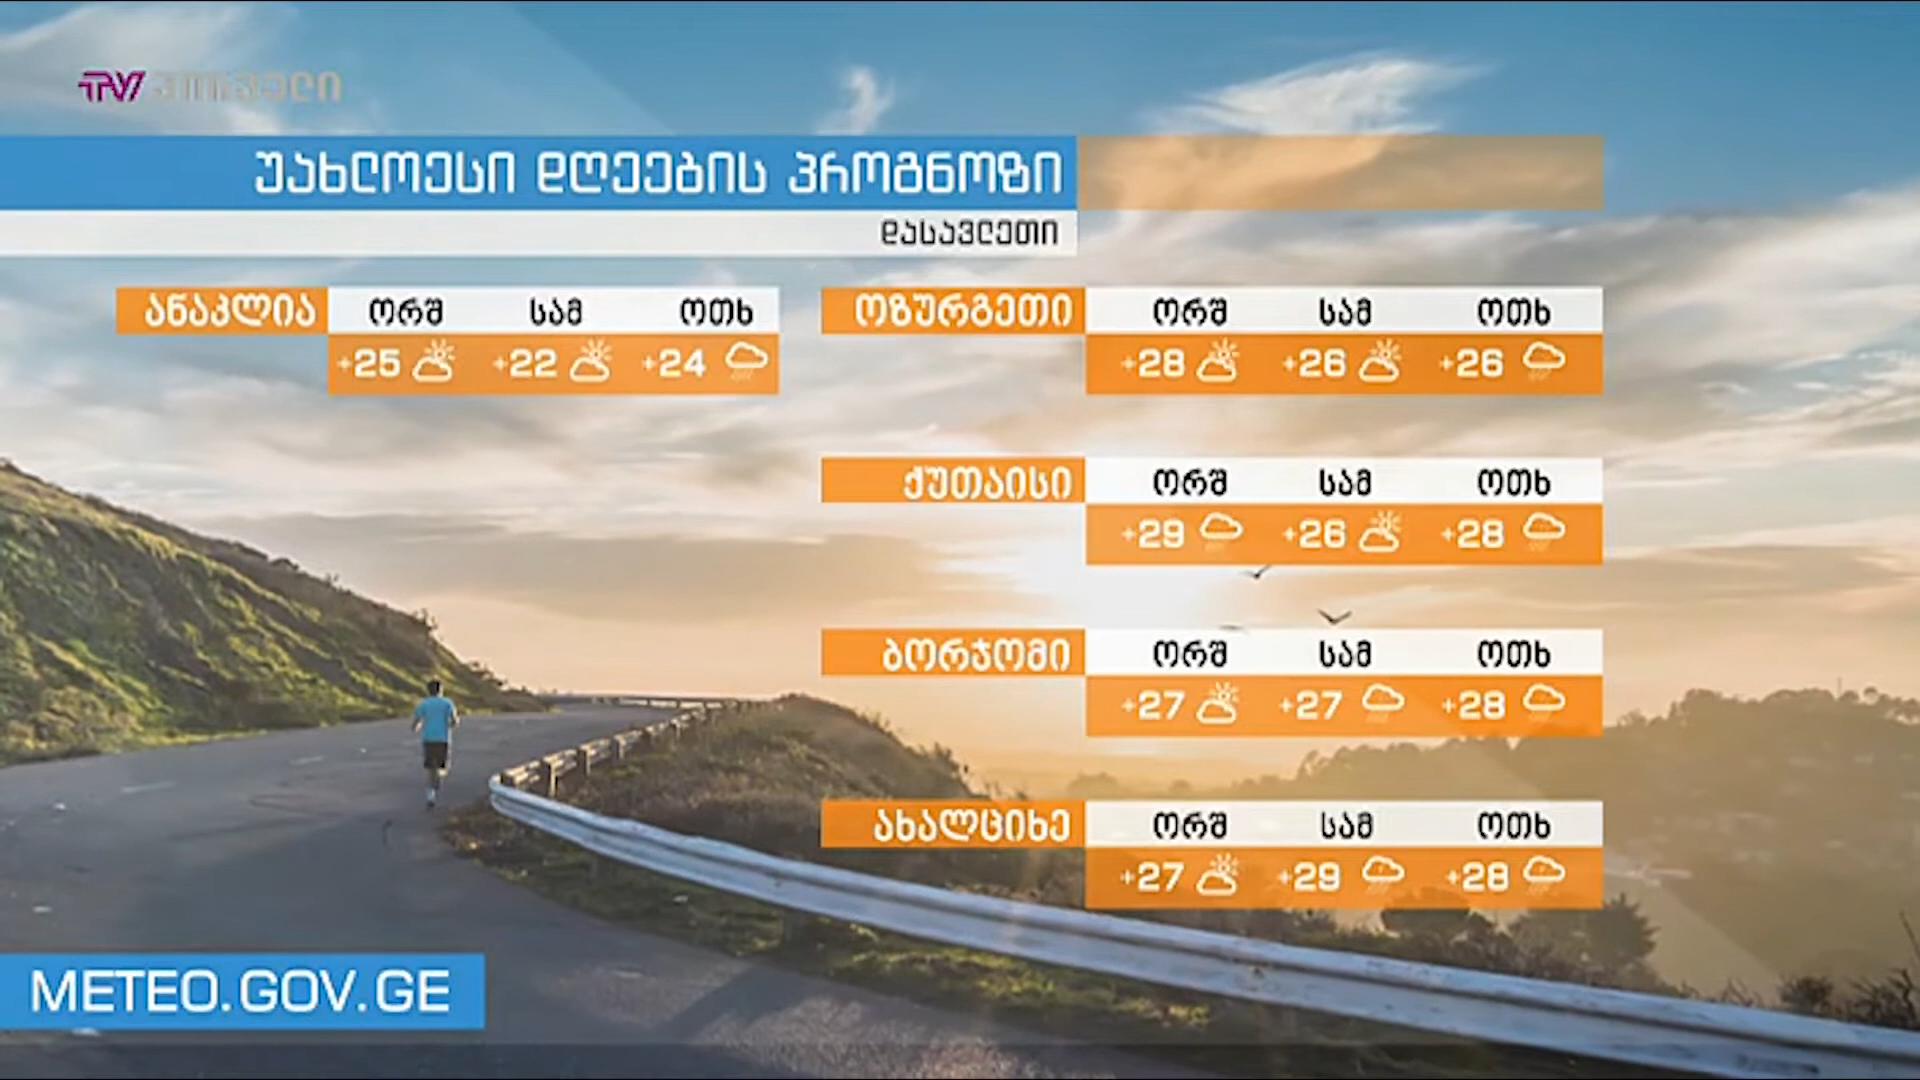 TV პირველი
უახლოესი დღეების პროგნოზი
დასავლეთი
ანაკლია ორშ სამ ოთხ
+25 +22 +24
ოზურგეთი ორშ სამ ოთხ
+28 +26 +26
ქუთაისი ორშ სამ ოთხ
+29 +26 +28
ბორჯომი ორშ სამ ოთხ
+27 +27 +28
ახალციხე ორშ სამ ოთხ
+27 +29 +28
METEO.GOV.GE